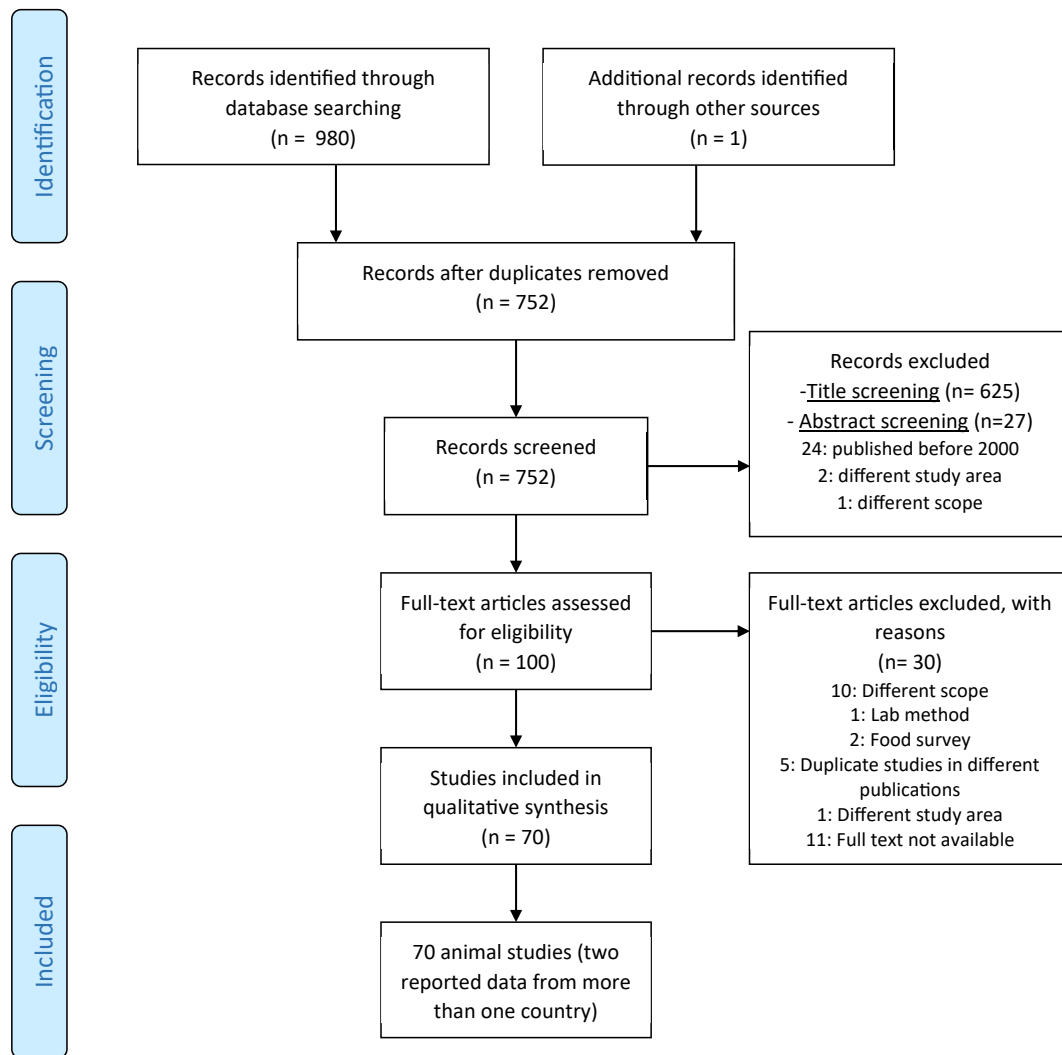 Identification
Records identified through
database searching
(n = 980)
Additional records identified
through other sources
(n = 1)
Records after duplicates removed
(n = 752)
Screening
Records screened
(n = 752)
Records excluded
-Title screening (n= 625)
- Abstract screening (n=27)
24: published before 2000
2: different study area
1: different scope
Eligibility
Full-text articles assessed
for eligibility
(n = 100)
Full-text articles excluded, with
reasons
(n= 30)
10: Different scope
1: Lab method
2: Food survey
5: Duplicate studies in different
publications
1: Different study area
11: Full text not available
Studies included in
qualitative synthesis
(n = 70)
Included
70 animal studies (two
reported data from more
than one country)